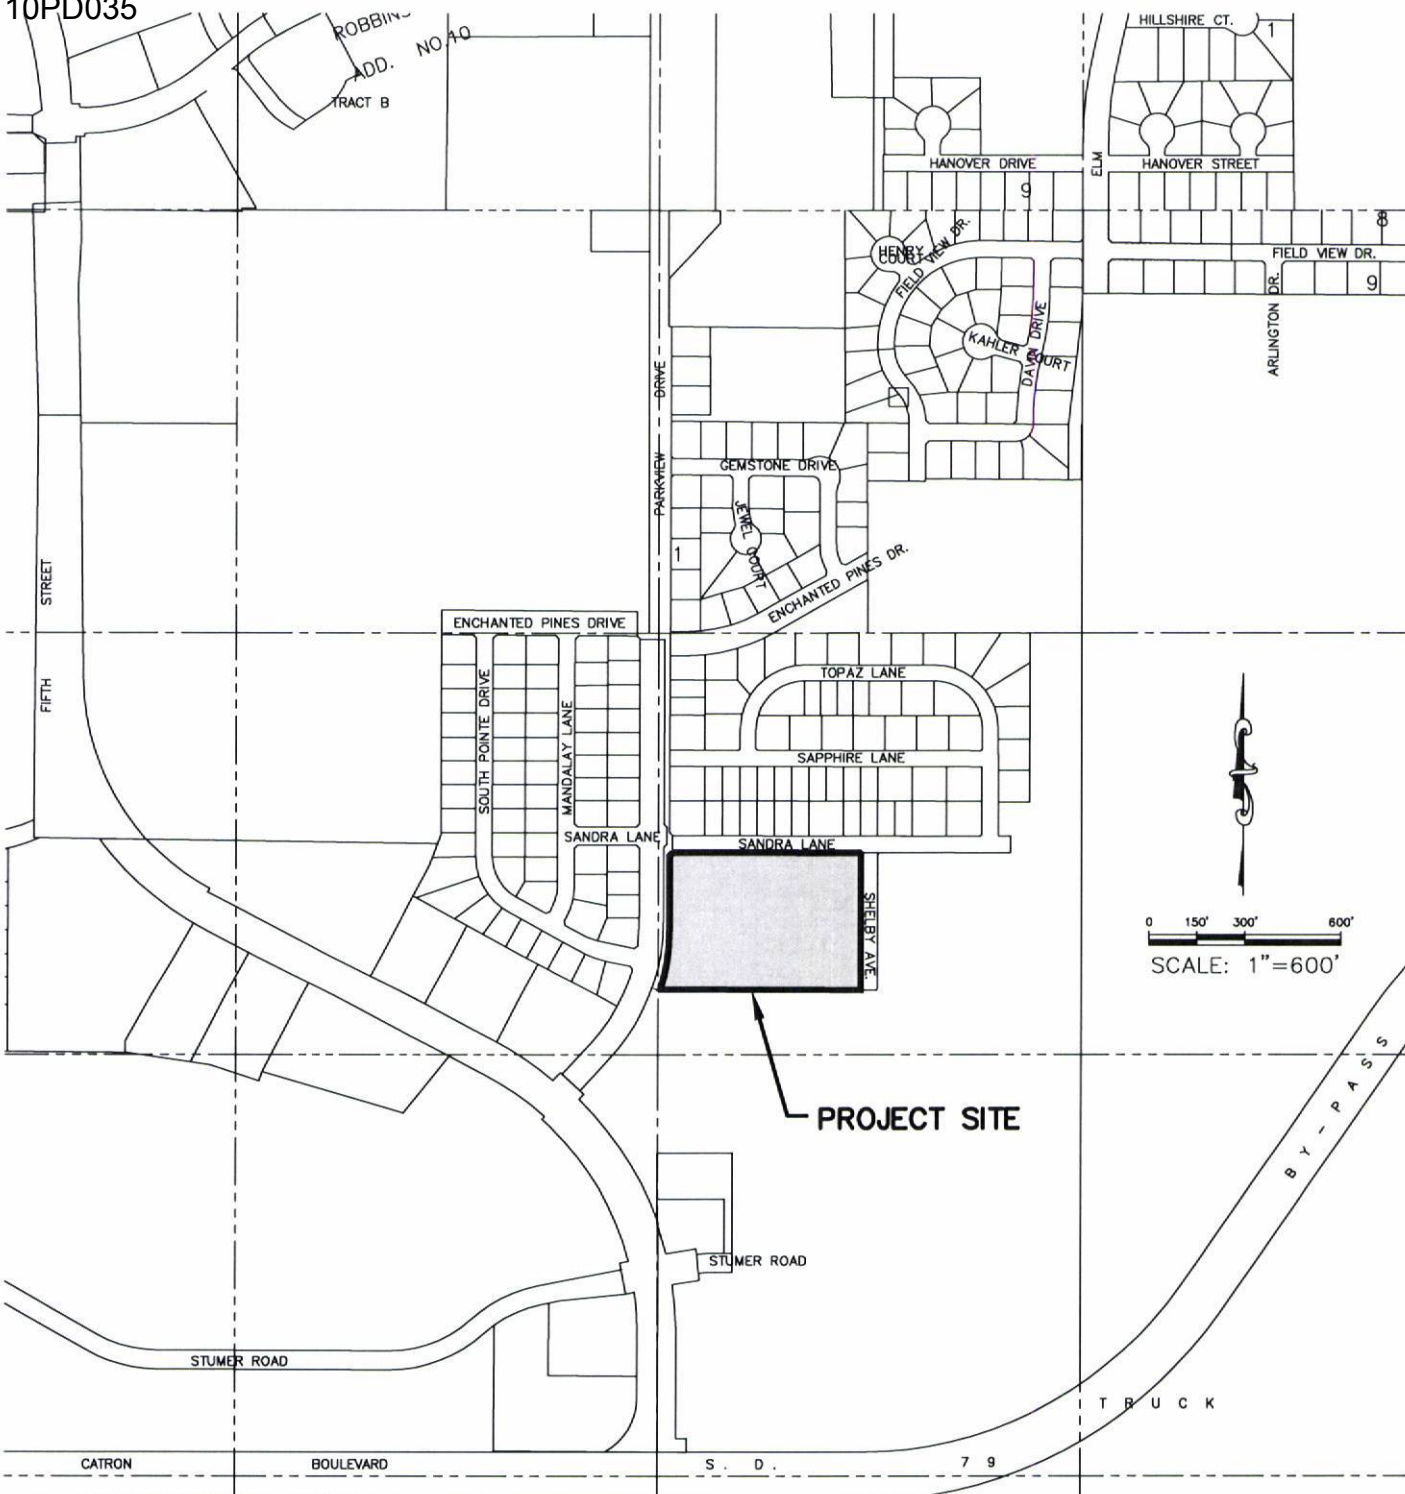 10PD035
ROBBINS
ADD. NO.10
TRACT B
HILLSHIRE CT.
1
ELM
HANOVER DRIVE
HANOVER STREET
9
8
HENRY
COURT
FIELD VIEW DR.
FIELD VIEW DR.
9
ARLINGTON DR.
DAVIN DRIVE
KAHLER COURT
PARKVIEW DRIVE
GEMSTONE DRIVE
JEWEL COURT
1
ENCHANTED PINES DR.
FIFTH STREET
ENCHANTED PINES DRIVE
SOUTH POINTE DRIVE
MANDALAY LANE
TOPAZ LANE
SAPPHIRE LANE
SANDRA LANE
SANDRA LANE
SHELBY AVE.
0 150' 300' 600'
SCALE: 1"=600'
PROJECT SITE
BY-PASS
STUMER ROAD
STUMER ROAD
TRUCK
CATRON BOULEVARD S. D. 79